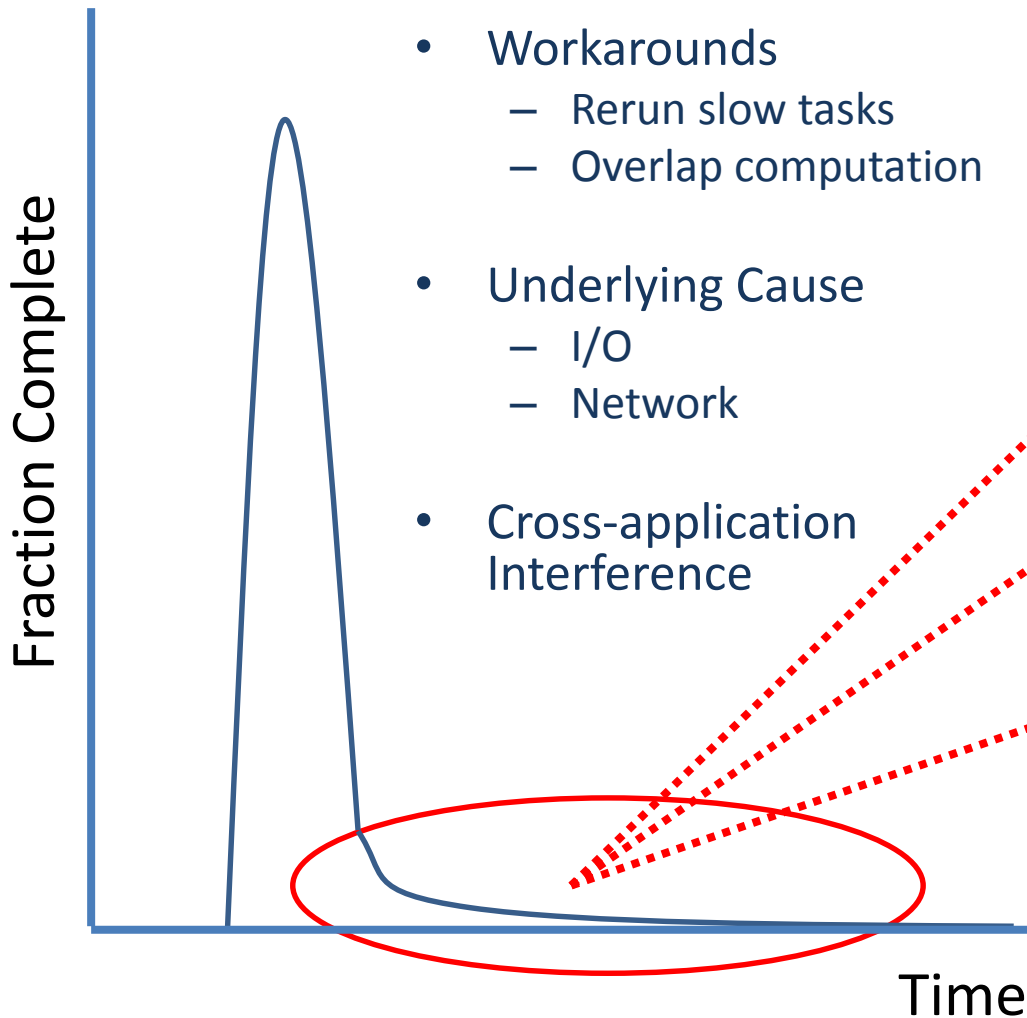 • Workarounds
– Rerun slow tasks
– Overlap computation
• Underlying Cause
– I/O
– Network
• Cross-application
Interference
Fraction Complete
Time